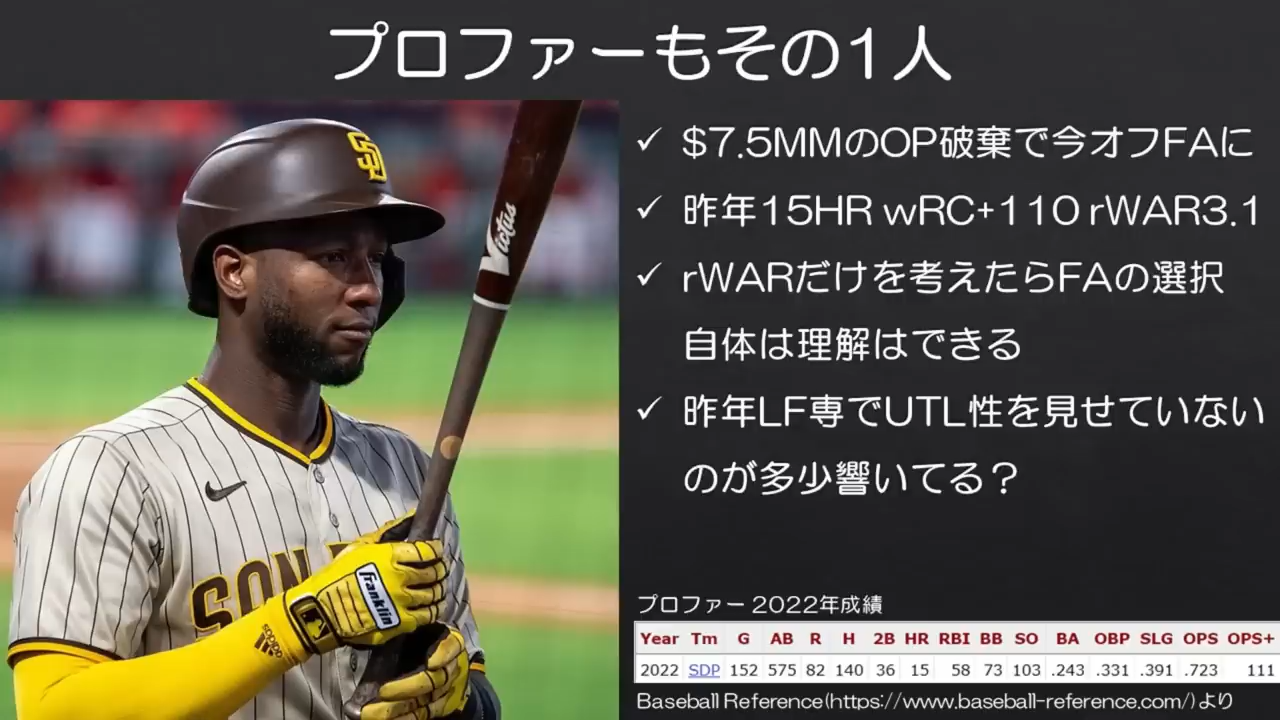 プロファーもその1人
✓ $7.5MMのOP破棄で今オフFAに
✓ 昨年15HR wRC+110 rWAR3.1
✓ rWARだけを考えたらFAの選択
自体は理解はできる
✓ 昨年LF専でUTL性を見せていない
のが多少響いてる？
SD
Victus
Franklin
adidas
SAN
プロファー 2022年成績
Year Tm G AB R H 2B HR RBI BB SO BA OBP SLG OPS OPS+
2022 SDP 152 575 82 140 36 15 58 73 103 .243 .331 .391 .723 111
Baseball Reference(https://www.baseball-reference.com/)より